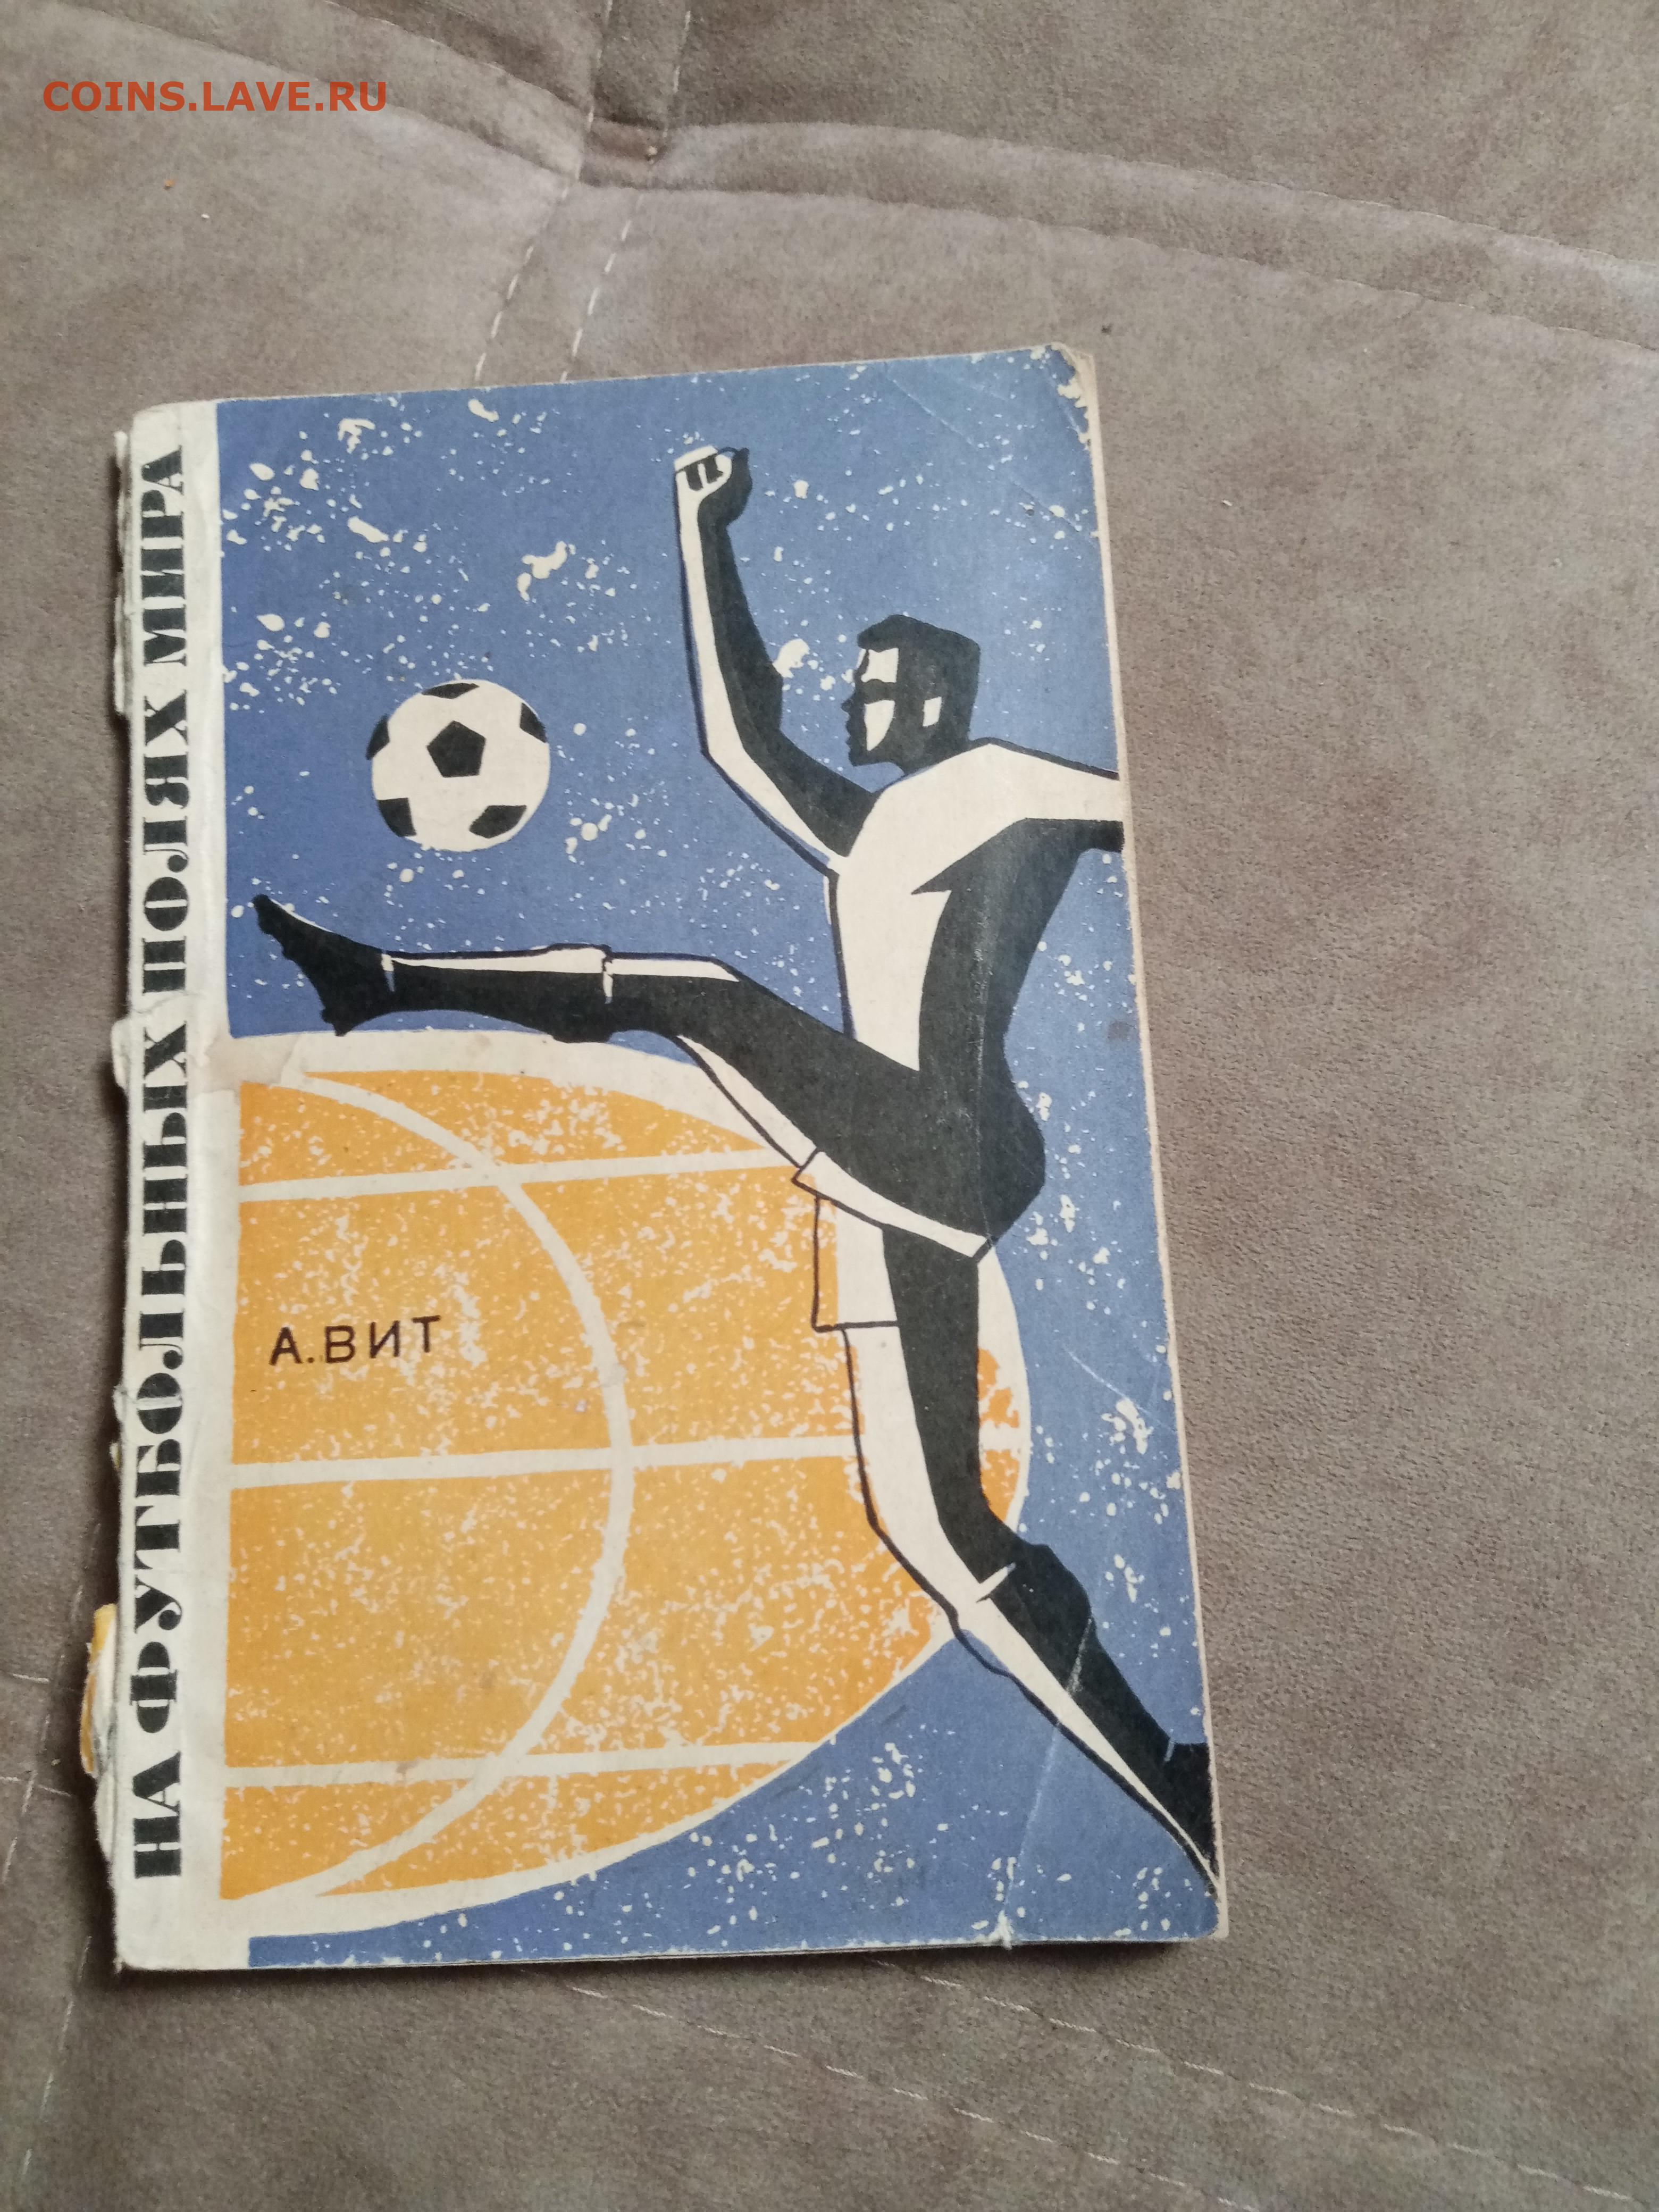 COINS.LAVE.RU
НА ФУТБОЛЬНЫХ ПОЛЯХ МИРА
А.ВИТ